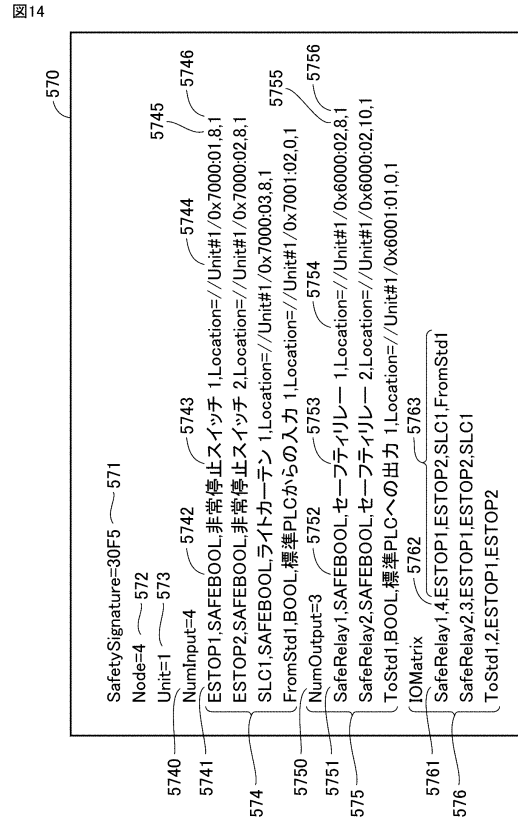 図14
570
SafetySignature=30F5 571
Node=4 572
Unit=1 573
5740 NumInput=4 5742 5743 5744 5745 5746
5741 ESTOP1,SAFEBOOL,非常停止スイッチ 1,Location=//Unit#1/0x7000:01,8,1
ESTOP2,SAFEBOOL,非常停止スイッチ 2,Location=//Unit#1/0x7000:02,8,1
574 SLC1,SAFEBOOL,ライトカーテン 1,Location=//Unit#1/0x7000:03,8,1
FromStd1,BOOL,標準PLCからの入力 1,Location=//Unit#1/0x7001:02,0,1
5750 NumOutput=3 5752 5753 5754 5755 5756
5751 SafeRelay1,SAFEBOOL,セーフティリレー 1,Location=//Unit#1/0x6000:02,8,1
575 SafeRelay2,SAFEBOOL,セーフティリレー 2,Location=//Unit#1/0x6000:02,10,1
ToStd1,BOOL,標準PLCへの出力 1,Location=//Unit#1/0x6001:01,0,1
IOMatrix 5762 5763
5761 SafeRelay1,4,ESTOP1,ESTOP2,SLC1,FromStd1
576 SafeRelay2,3,ESTOP1,ESTOP2,SLC1
ToStd1,2,ESTOP1,ESTOP2